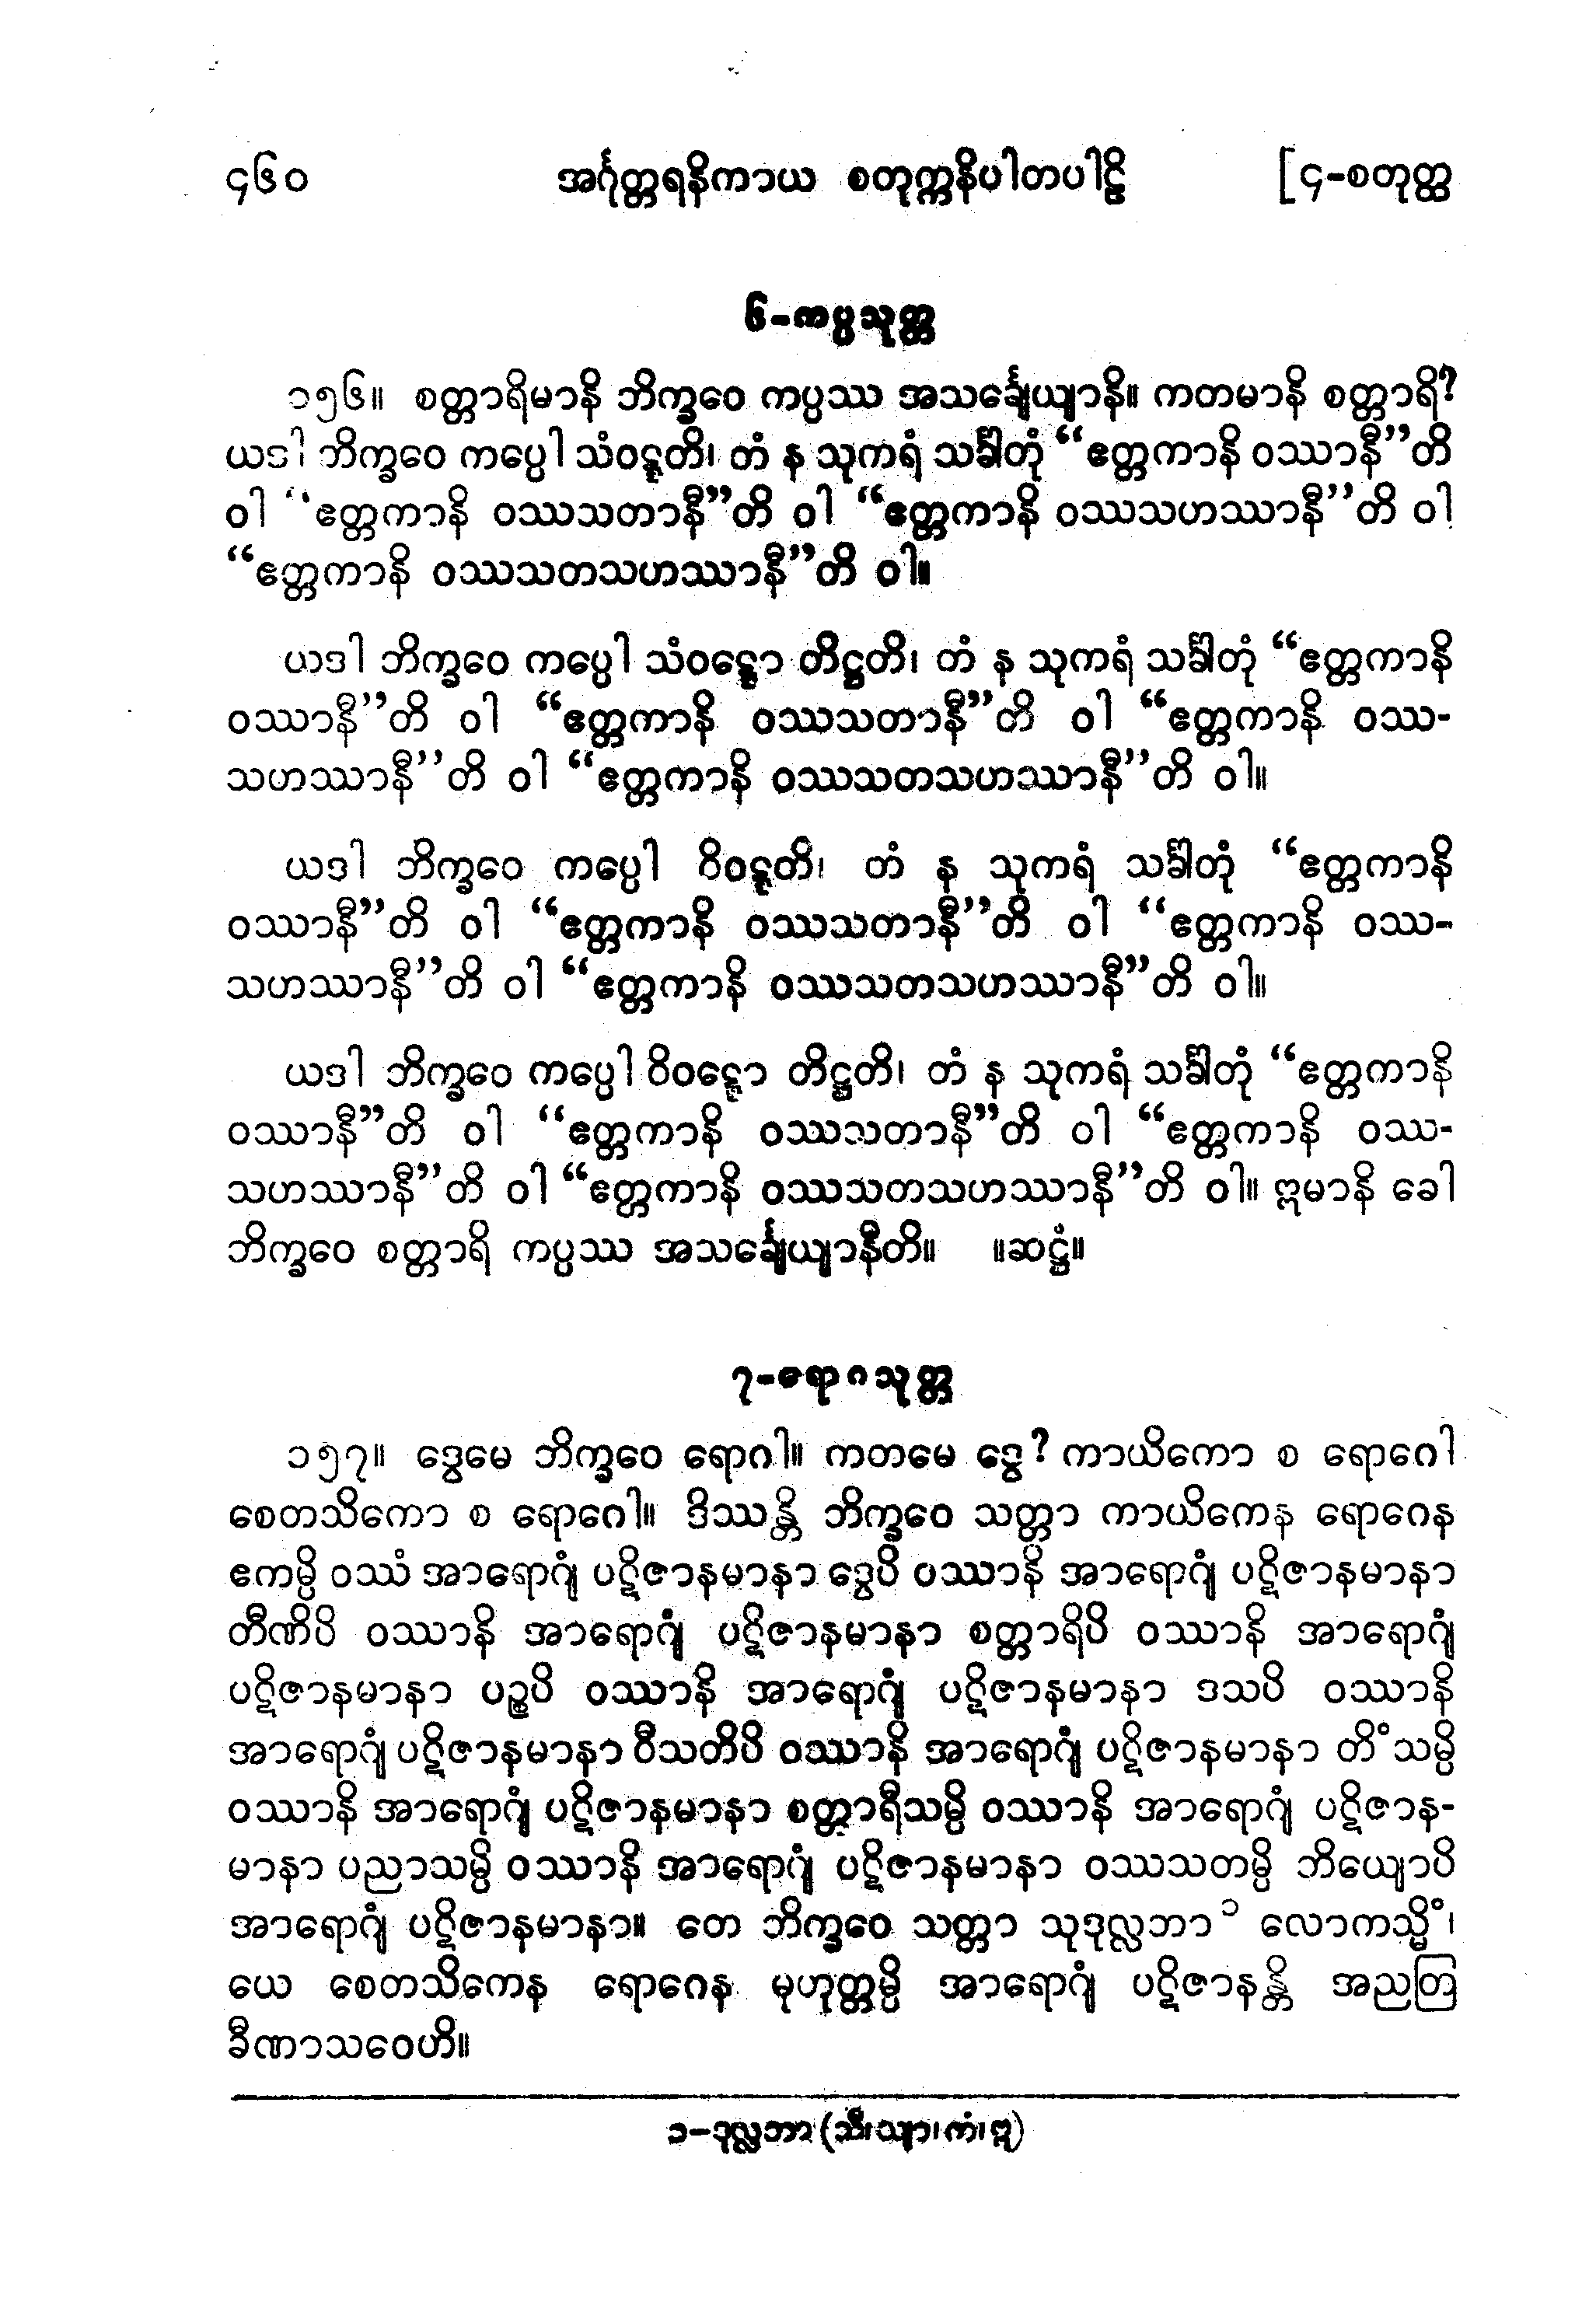 ၄၆၀ အင်္ဂုတ္တရနိကာယ စတုက္ကနိပါတပါဠိ [၄-စတုတ္ထ
၆-ကပ္ပသုတ္တ
၁၅၆။ စတ္တာရိမာနိ ဘိက္ခဝေ ကပ္ပဿ အသင်္ချေယျာနိ။ ကတမာနိ စတ္တာရိ?
ယဒါ ဘိက္ခဝေ ကပ္ပေါ သံဝဋ္ဋတိ၊ တံ န သုကရံ သင်္ခါတုံ “ဧတ္တကာနိ ဝဿာနီ”တိ
ဝါ “ဧတ္တကာနိ ဝဿသတာနီ”တိ ဝါ “ဧတ္တကာနိ ဝဿသဟဿာနီ”တိ ဝါ
“ဧတ္တကာနိ ဝဿသတသဟဿာနီ”တိ ဝါ။
ယဒါ ဘိက္ခဝေ ကပ္ပေါ သံဝဋ္ဋော တိဋ္ဌတိ၊ တံ န သုကရံ သင်္ခါတုံ “ဧတ္တကာနိ
ဝဿာနီ”တိ ဝါ “ဧတ္တကာနိ ဝဿသတာနီ”တိ ဝါ “ဧတ္တကာနိ ဝဿ-
သဟဿာနီ”တိ ဝါ “ဧတ္တကာနိ ဝဿသတသဟဿာနီ”တိ ဝါ။
ယဒါ ဘိက္ခဝေ ကပ္ပေါ ဝိဝဋ္ဋတိ၊ တံ န သုကရံ သင်္ခါတုံ “ဧတ္တကာနိ
ဝဿာနီ”တိ ဝါ “ဧတ္တကာနိ ဝဿသတာနီ”တိ ဝါ “ဧတ္တကာနိ ဝဿ-
သဟဿာနီ”တိ ဝါ “ဧတ္တကာနိ ဝဿသတသဟဿာနီ”တိ ဝါ။
ယဒါ ဘိက္ခဝေ ကပ္ပေါ ဝိဝဋ္ဋော တိဋ္ဌတိ၊ တံ န သုကရံ သင်္ခါတုံ “ဧတ္တကာနိ
ဝဿာနီ”တိ ဝါ “ဧတ္တကာနိ ဝဿသတာနီ”တိ ဝါ “ဧတ္တကာနိ ဝဿ-
သဟဿာနီ”တိ ဝါ “ဧတ္တကာနိ ဝဿသတသဟဿာနီ”တိ ဝါ။ ဣမာနိ ခေါ
ဘိက္ခဝေ စတ္တာရိ ကပ္ပဿ အသင်္ချေယျာနီတိ။ ။ဆဋ္ဌံ။
၇-ရောဂသုတ္တ
၁၅၇။ ဒွေမေ ဘိက္ခဝေ ရောဂါ။ ကတမေ ဒွေ? ကာယိကော စ ရောဂေါ
စေတသိကော စ ရောဂေါ။ ဒိဿန္တိ ဘိက္ခဝေ သတ္တာ ကာယိကေန ရောဂေန
ဧကမ္ပိ ဝဿံ အာရောဂျံ ပဋိဇာနမာနာ ဒွေပိ ဝဿာနိ အာရောဂျံ ပဋိဇာနမာနာ
တီဏိပိ ဝဿာနိ အာရောဂျံ ပဋိဇာနမာနာ စတ္တာရိပိ ဝဿာနိ အာရောဂျံ
ပဋိဇာနမာနာ ပဉ္စပိ ဝဿာနိ အာရောဂျံ ပဋိဇာနမာနာ ဒသပိ ဝဿာနိ
အာရောဂျံ ပဋိဇာနမာနာ ဝီသတိပိ ဝဿာနိ အာရောဂျံ ပဋိဇာနမာနာ တိံသမ္ပိ
ဝဿာနိ အာရောဂျံ ပဋိဇာနမာနာ စတ္တာရီသမ္ပိ ဝဿာနိ အာရောဂျံ ပဋိဇာန-
မာနာ ပညာသမ္ပိ ဝဿာနိ အာရောဂျံ ပဋိဇာနမာနာ ဝဿသတမ္ပိ ဘိယျောပိ
အာရောဂျံ ပဋိဇာနမာနာ။ တေ ဘိက္ခဝေ သတ္တာ သုဒုလ္လဘာ ၁ လောကသ္မိံ၊
ယေ စေတသိကေန ရောဂေန မုဟုတ္တမ္ပိ အာရောဂျံ ပဋိဇာနန္တိ အညတြ
ခီဏာသဝေဟိ။
၁-ဒုလ္လဘာ (သီ၊သျာ၊ကံ၊ဣ)